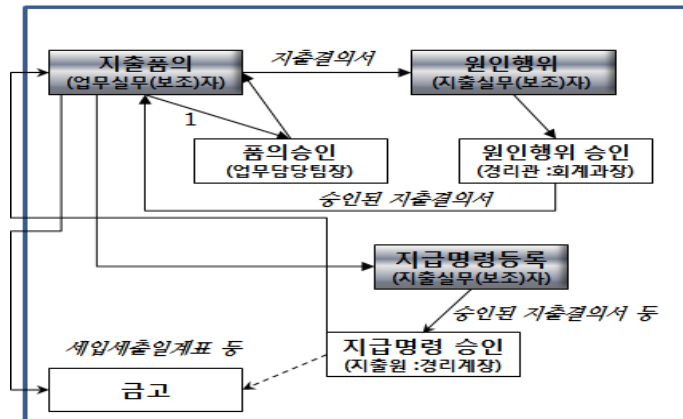 지출품의
(업무실무(보조)자)
지출결의서
원인행위
(지출실무(보조)자)
1
품의승인
(업무담당팀장)
원인행위 승인
(경리관 :회계과장)
승인된 지출결의서
지급명령등록
(지출실무(보조)자)
승인된 지출결의서 등
세입세출일계표 등
지급명령 승인
(지출원 :경리계장)
금고